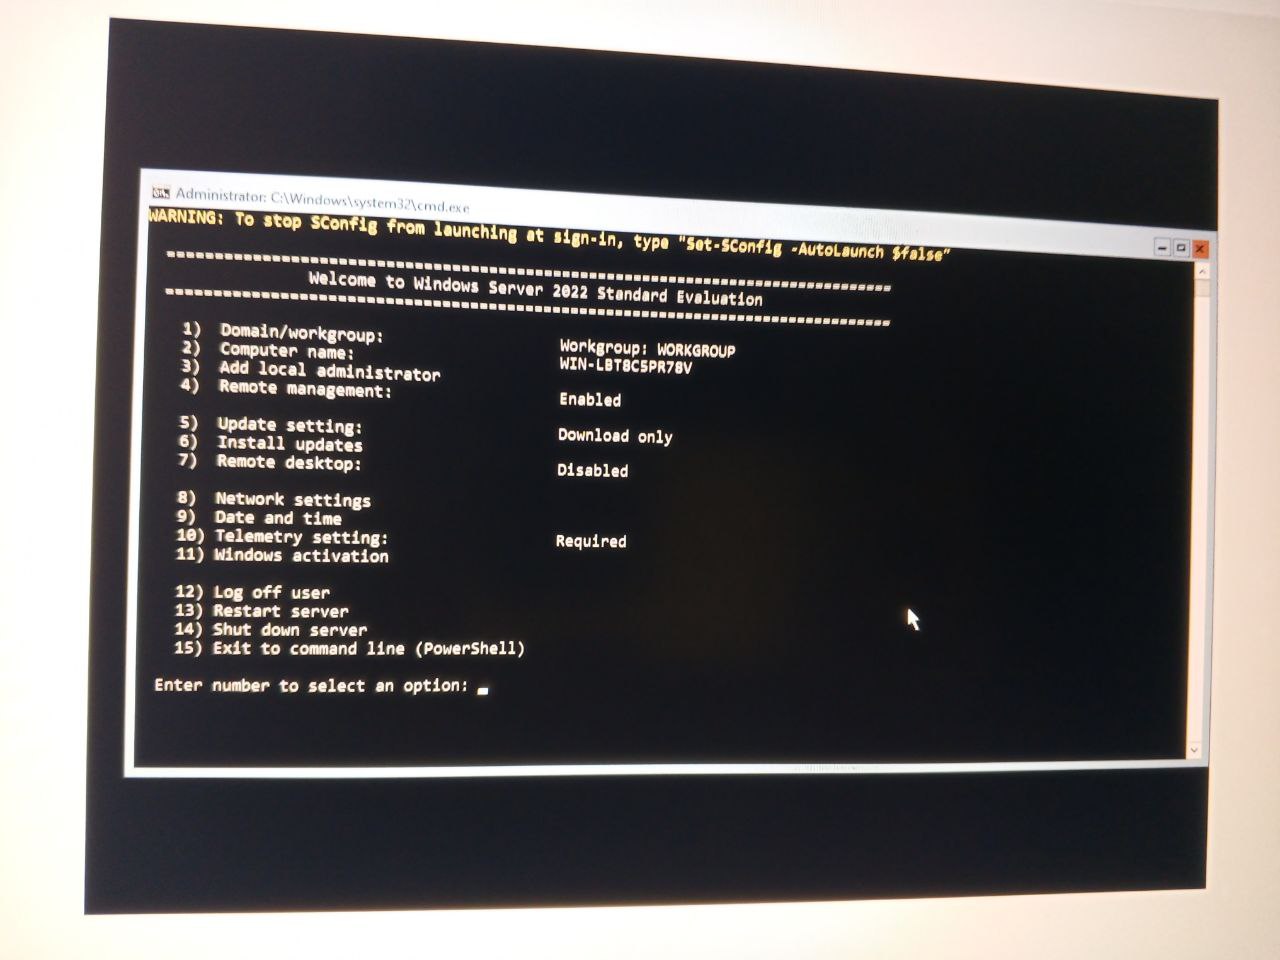 Administrator: C:\Windows\system32\cmd.exe
WARNING: To stop SConfig from launching at sign-in, type "Set-SConfig -AutoLaunch $false"
================================================================================
Welcome to Windows Server 2022 Standard Evaluation
================================================================================
1) Domain/workgroup: Workgroup: WORKGROUP
2) Computer name: WIN-LBT8C5PR78V
3) Add local administrator
4) Remote management: Enabled
5) Update setting: Download only
6) Install updates
7) Remote desktop: Disabled
8) Network settings
9) Date and time
10) Telemetry setting: Required
11) Windows activation
12) Log off user
13) Restart server
14) Shut down server
15) Exit to command line (PowerShell)
Enter number to select an option: